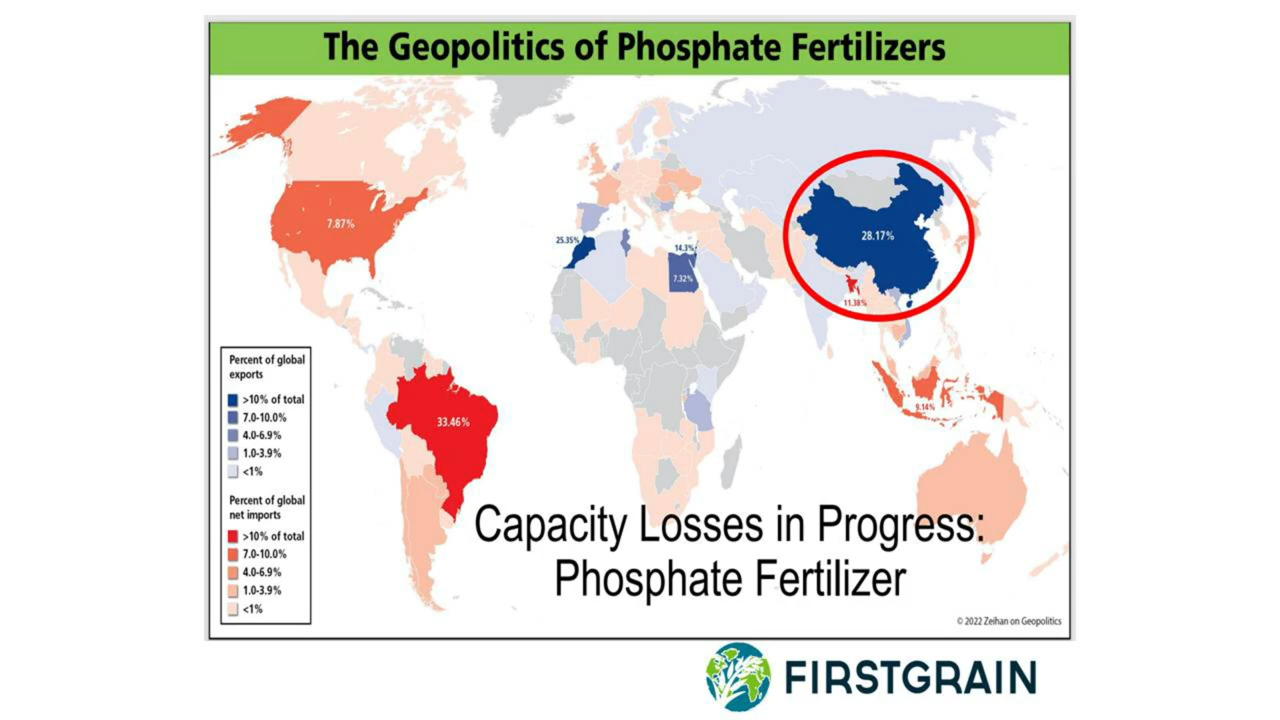 The Geopolitics of Phosphate Fertilizers
7.87%
25.35%
14.3%
7.32%
28.17%
11.38%
33.46%
9.14%
Percent of global
exports
>10% of total
7.0-10.0%
4.0-6.9%
1.0-3.9%
<1%
Percent of global
net imports
>10% of total
7.0-10.0%
4.0-6.9%
1.0-3.9%
<1%
Capacity Losses in Progress:
Phosphate Fertilizer
© 2022 Zeihan on Geopolitics
FIRSTGRAIN